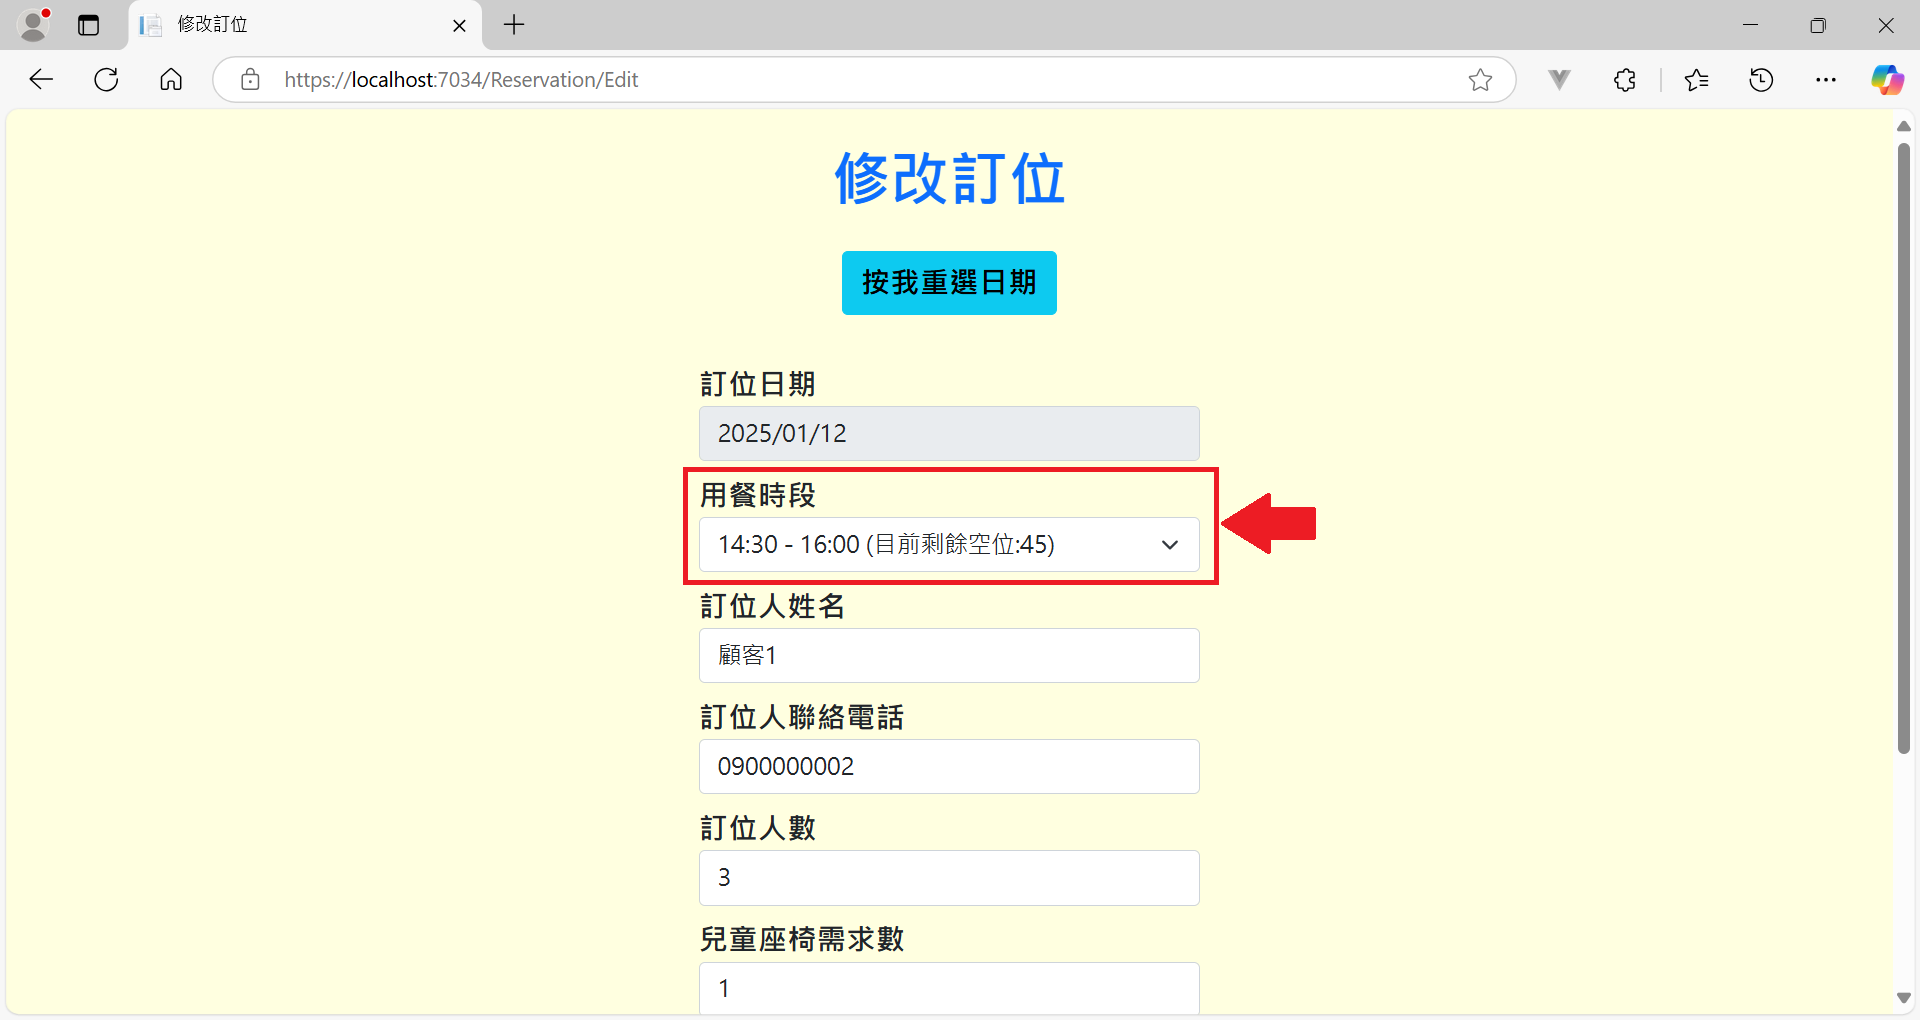 修改訂位
https://localhost:7034/Reservation/Edit
修改訂位
按我重選日期
訂位日期
2025/01/12
用餐時段
14:30 - 16:00 (目前剩餘空位:45)
訂位人姓名
顧客1
訂位人聯絡電話
0900000002
訂位人數
3
兒童座椅需求數
1